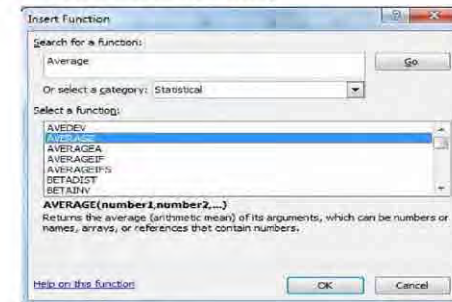 Insert Function
Search for a function:
Average
Go
Or select a category: Statistical
Select a function:
AVEDEV
AVERAGE
AVERAGEA
AVERAGEIF
AVERAGEIFS
BETADIST
BETAINV
AVERAGE(number1,number2,...)
Returns the average (arithmetic mean) of its arguments, which can be numbers or
names, arrays, or references that contain numbers.
Help on this function
OK
Cancel